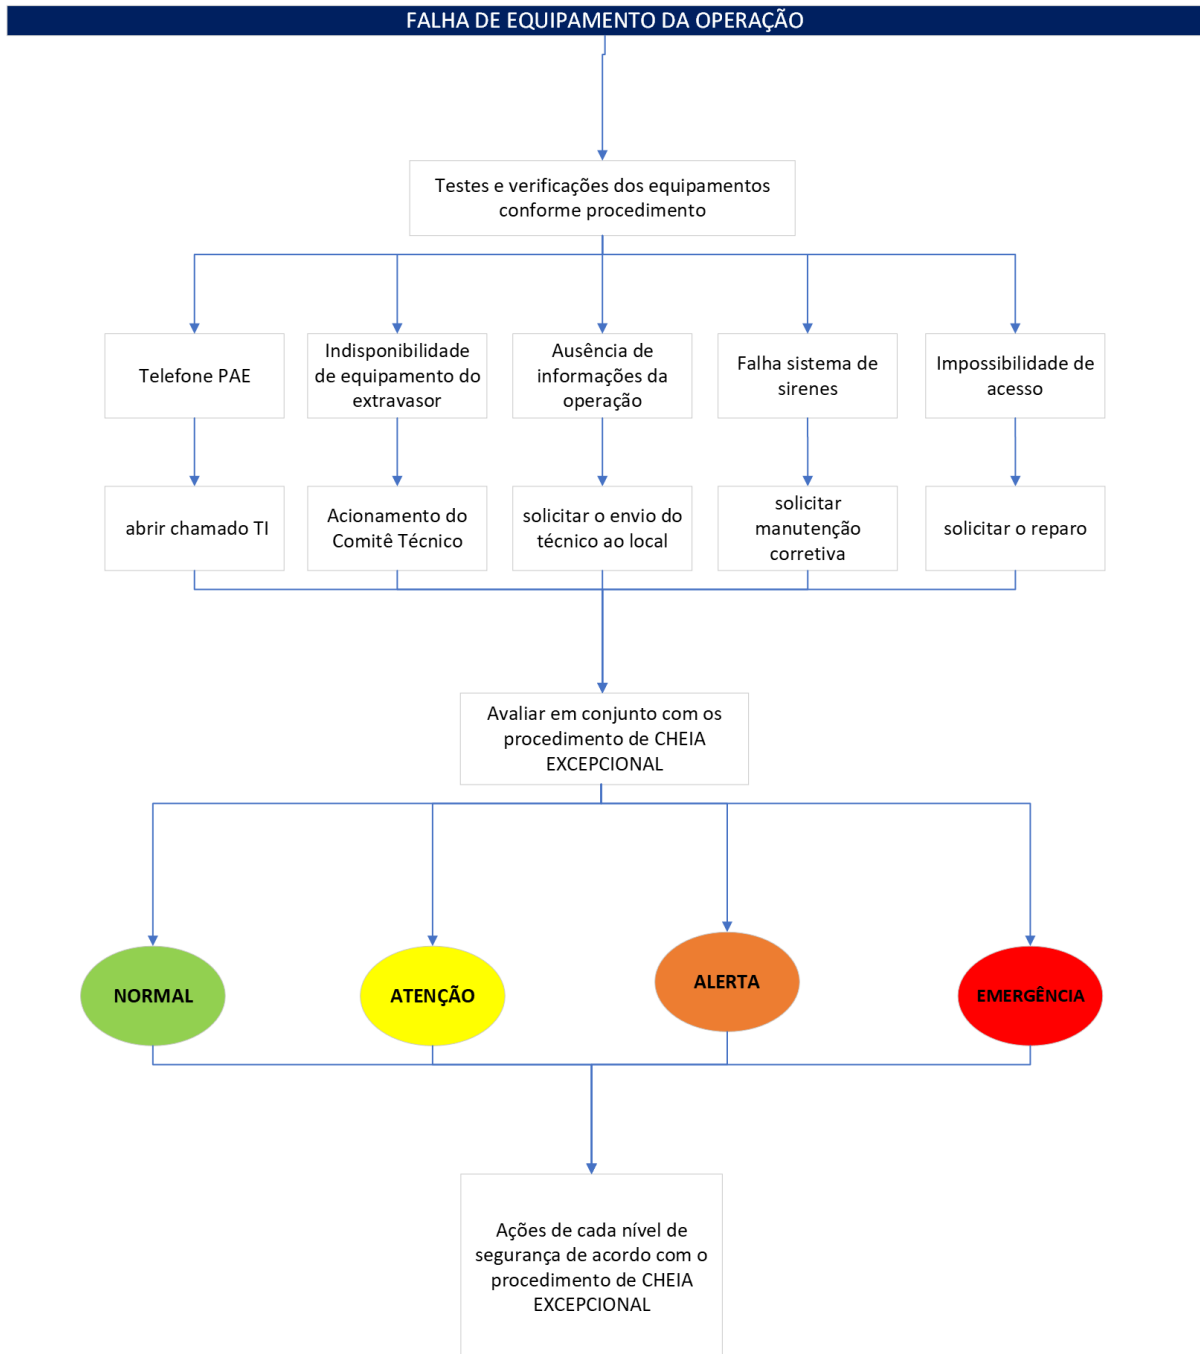 FALHA DE EQUIPAMENTO DA OPERAÇÃO
Testes e verificações dos equipamentos
conforme procedimento
Telefone PAE
Indisponibilidade
de equipamento do
extravasor
Ausência de
informações da
operação
Falha sistema de
sirenes
Impossibilidade de
acesso
abrir chamado TI
Acionamento do
Comitê Técnico
solicitar o envio do
técnico ao local
solicitar
manutenção
corretiva
solicitar o reparo
Avaliar em conjunto com os
procedimento de CHEIA
EXCEPCIONAL
NORMAL
ATENÇÃO
ALERTA
EMERGÊNCIA
Ações de cada nível de
segurança de acordo com o
procedimento de CHEIA
EXCEPCIONAL